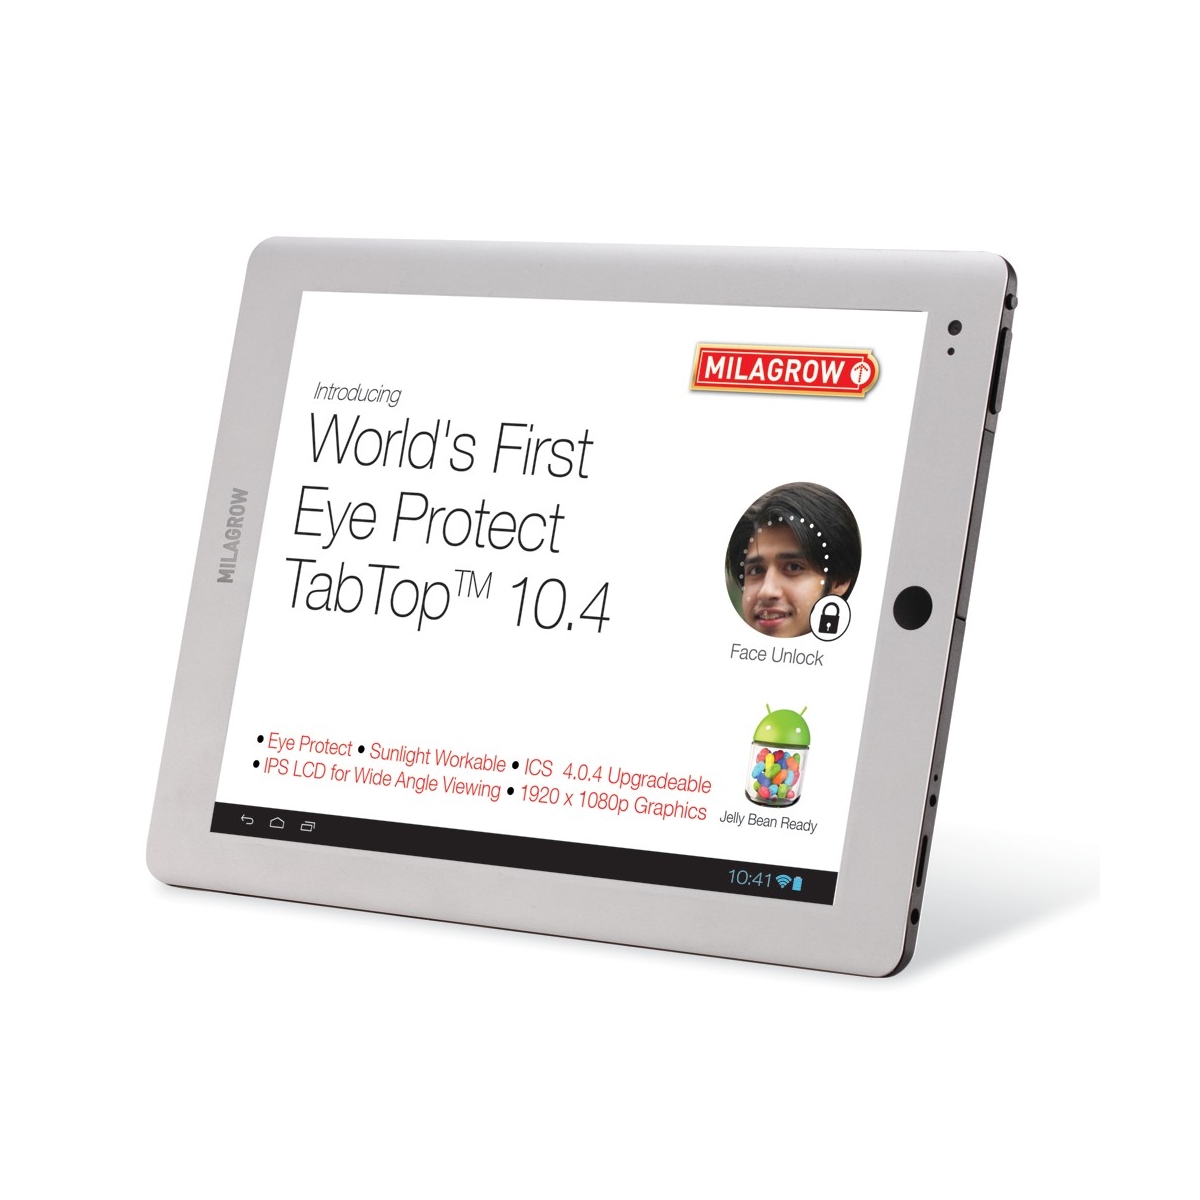 MILAGROW
Introducing
World's First
Eye Protect
TabTop™ 10.4
MILAGROW
Face Unlock
• Eye Protect • Sunlight Workable • ICS 4.0.4 Upgradeable
• IPS LCD for Wide Angle Viewing • 1920 x 1080p Graphics
Jelly Bean Ready
10:41